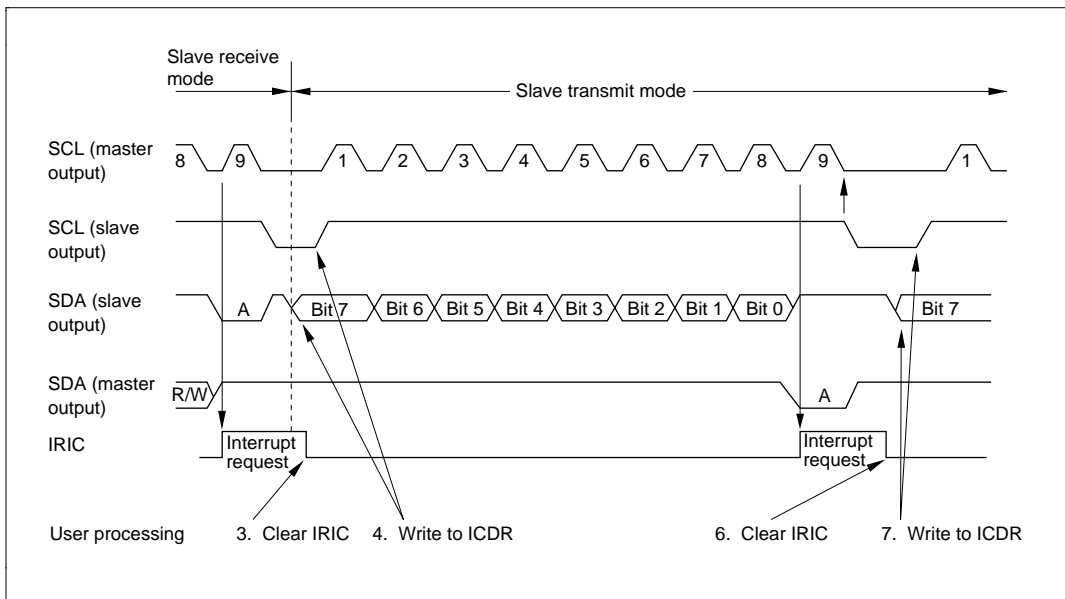 Slave receive
mode
Slave transmit mode
SCL (master
output)
8 9 1 2 3 4 5 6 7 8 9 1
SCL (slave
output)
SDA (slave
output)
A Bit 7 Bit 6 Bit 5 Bit 4 Bit 3 Bit 2 Bit 1 Bit 0 Bit 7
SDA (master
output)
R/W A
IRIC
Interrupt
request
Interrupt
request
User processing 3. Clear IRIC 4. Write to ICDR 6. Clear IRIC 7. Write to ICDR